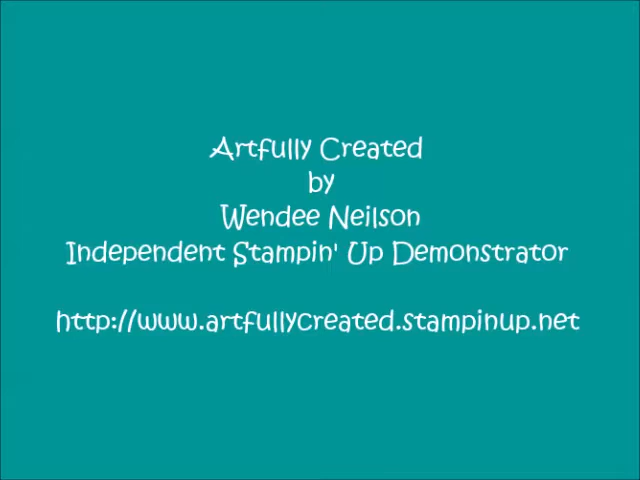 Artfully Created
by
Wendee Neilson
Independent Stampin' Up Demonstrator
http://www.artfullycreated.stampinup.net